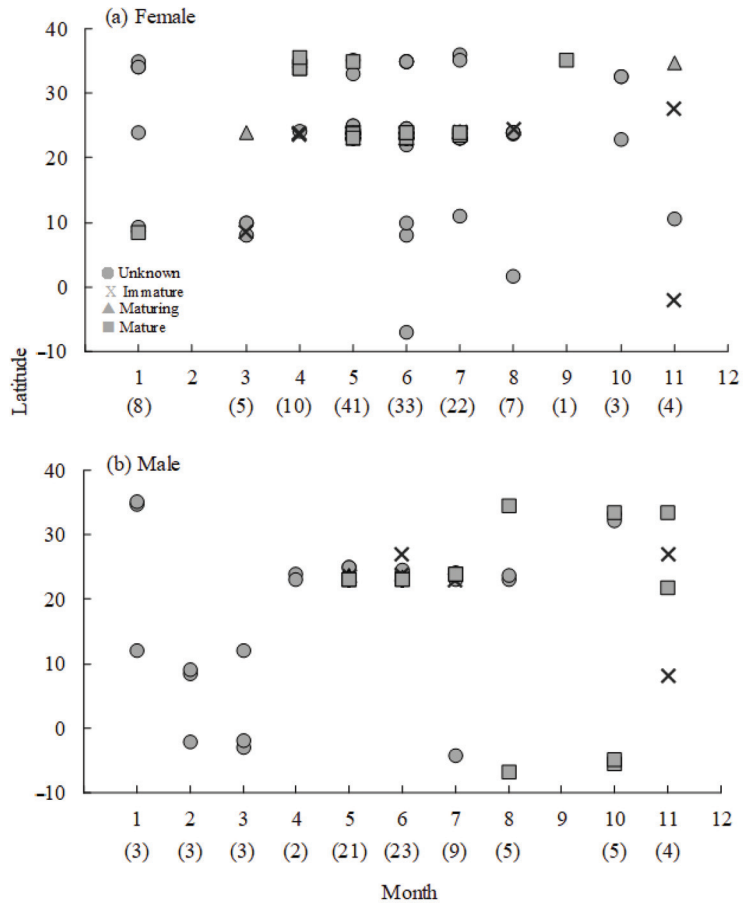 (a) Female
40
30
20
10
0
–10
Unknown
Immature
Maturing
Mature
Latitude
1 2 3 4 5 6 7 8 9 10 11 12
(8) (5) (10) (41) (33) (22) (7) (1) (3) (4)
(b) Male
40
30
20
10
0
–10
1 2 3 4 5 6 7 8 9 10 11 12
(3) (3) (3) (2) (21) (23) (9) (5) (5) (4)
Month